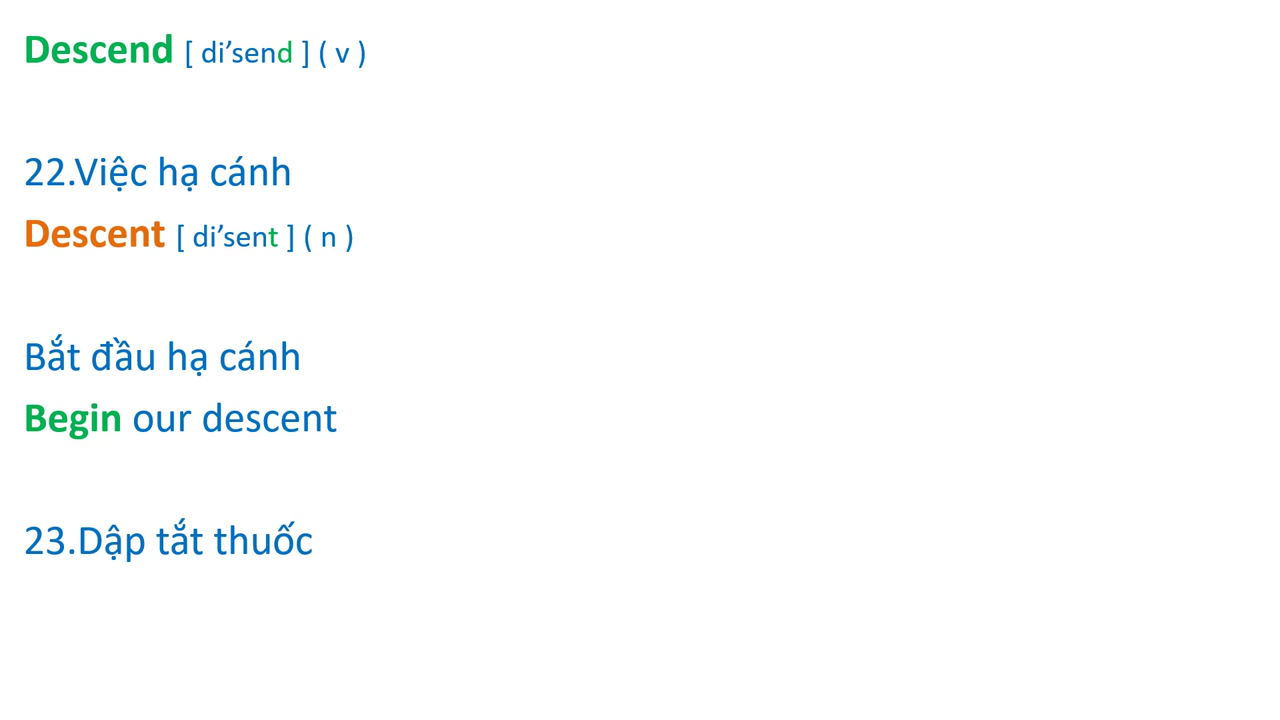 Descend [ di’send ] ( v )
22.Việc hạ cánh
Descent [ di’sent ] ( n )
Bắt đầu hạ cánh
Begin our descent
23.Dập tắt thuốc